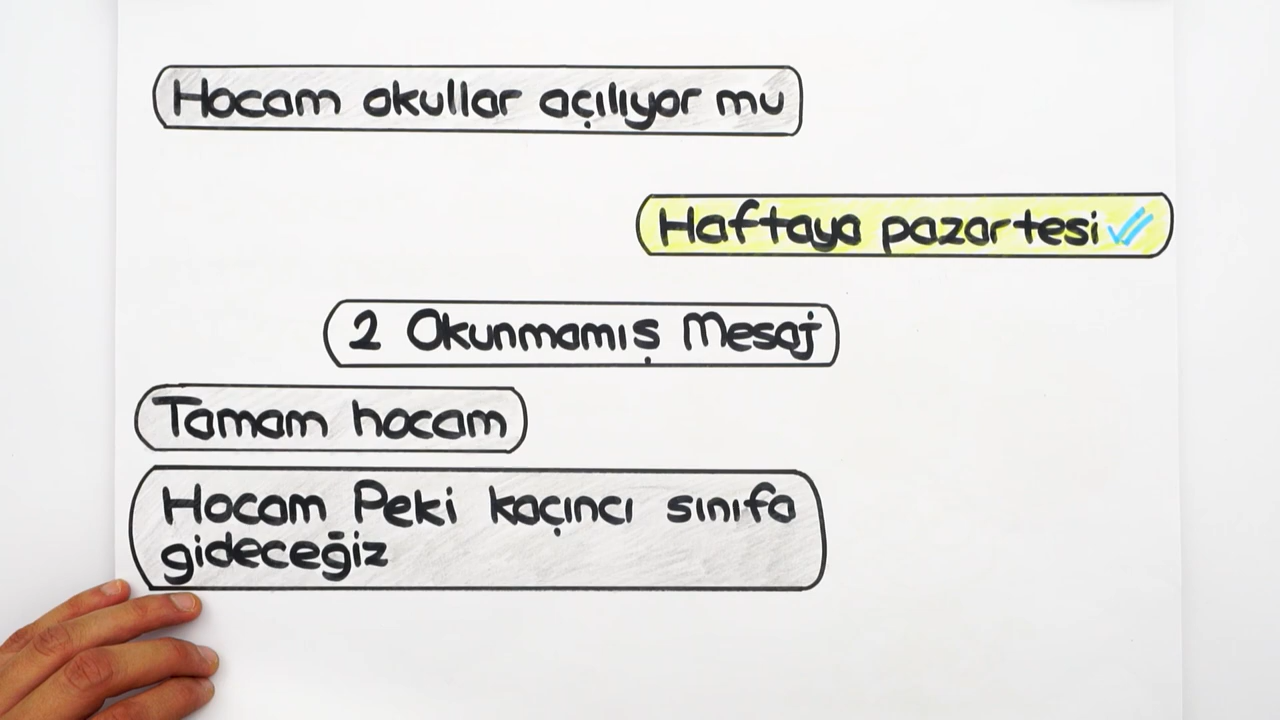 Hocam okullar açılıyor mu
Haftaya pazartesi
2 Okunmamış Mesaj
Tamam hocam
Hocam Peki kaçıncı sınıfa
gideceğiz